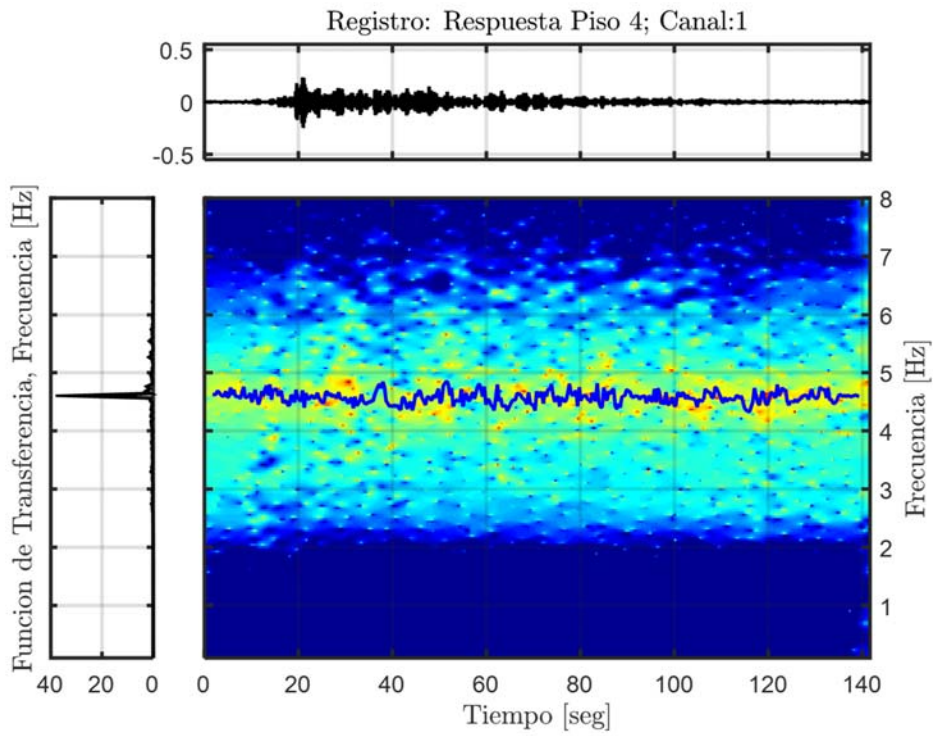 Registro: Respuesta Piso 4; Canal:1
0.5
0
-0.5
Funcion de Transferencia, Frecuencia [Hz]
40 20 0
8
7
6
5
4
3
2
1
Frecuencia [Hz]
0 20 40 60 80 100 120 140
Tiempo [seg]